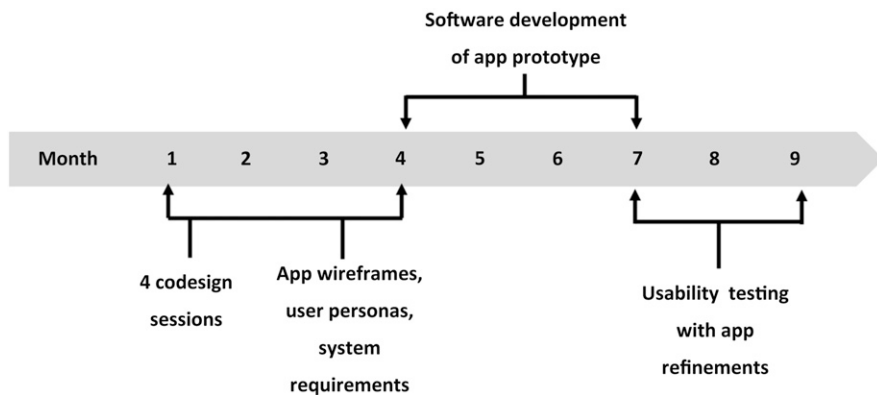 Software development
of app prototype
Month 1 2 3 4 5 6 7 8 9
4 codesign
sessions
App wireframes,
user personas,
system
requirements
Usability testing
with app
refinements